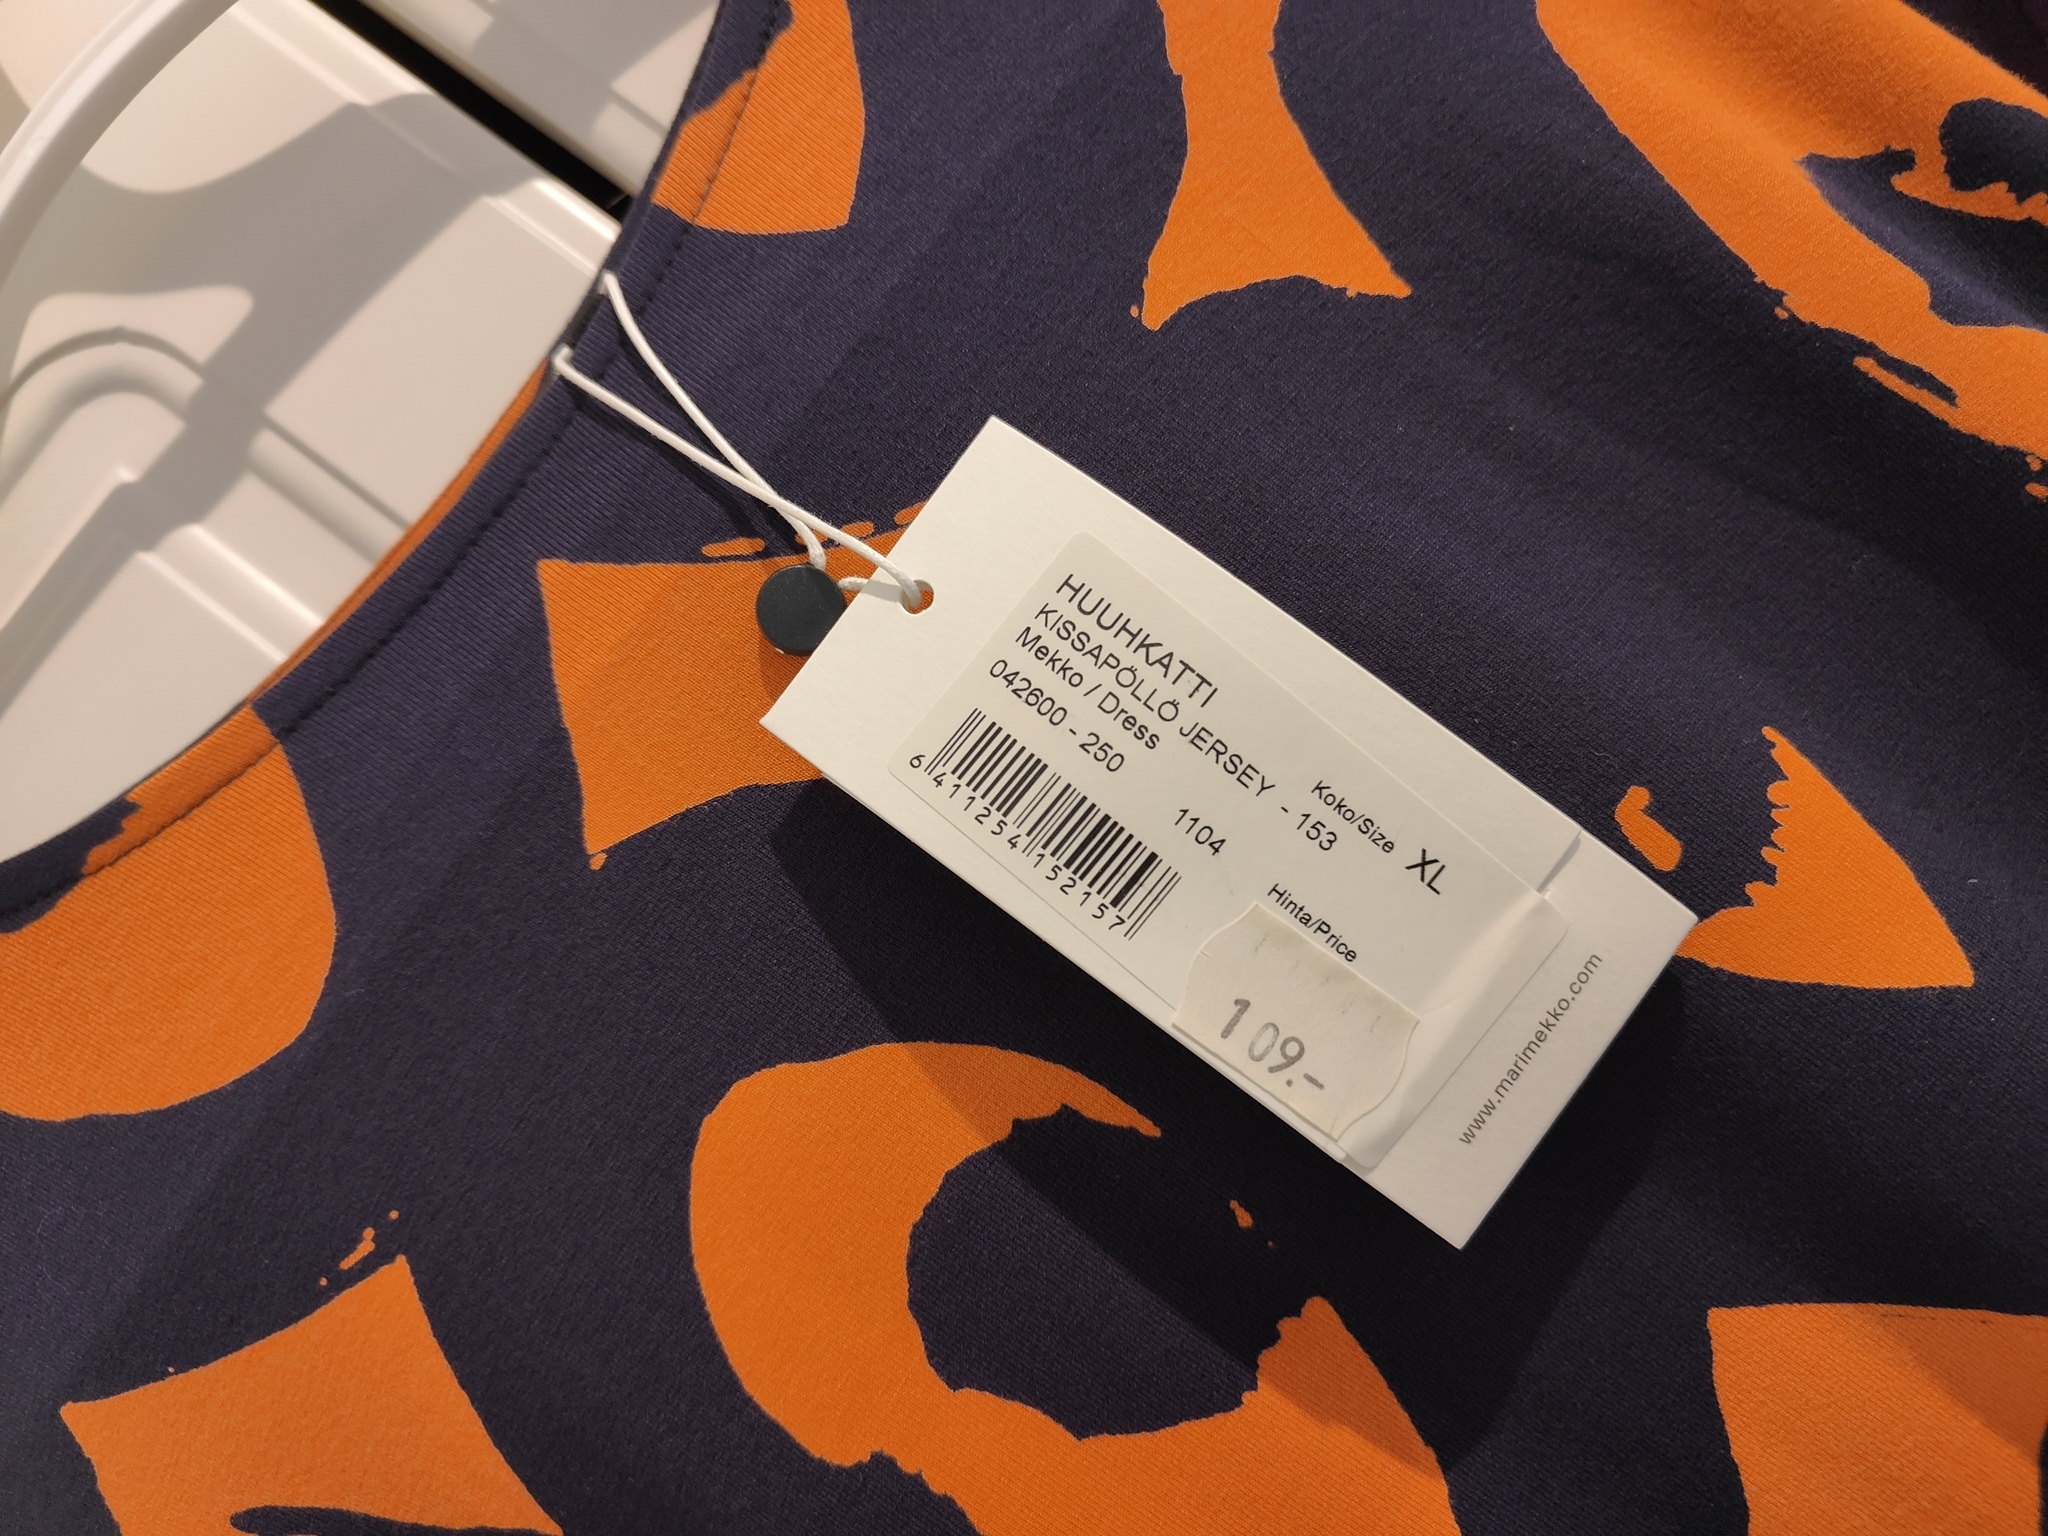 HUUHKATTI
KISSAPÖLLÖ JERSEY - 153
Mekko / Dress
042600 - 250
1104
6 411254 152157
Koko/Size
XL
Hinta/Price
109.-
www.marimekko.com